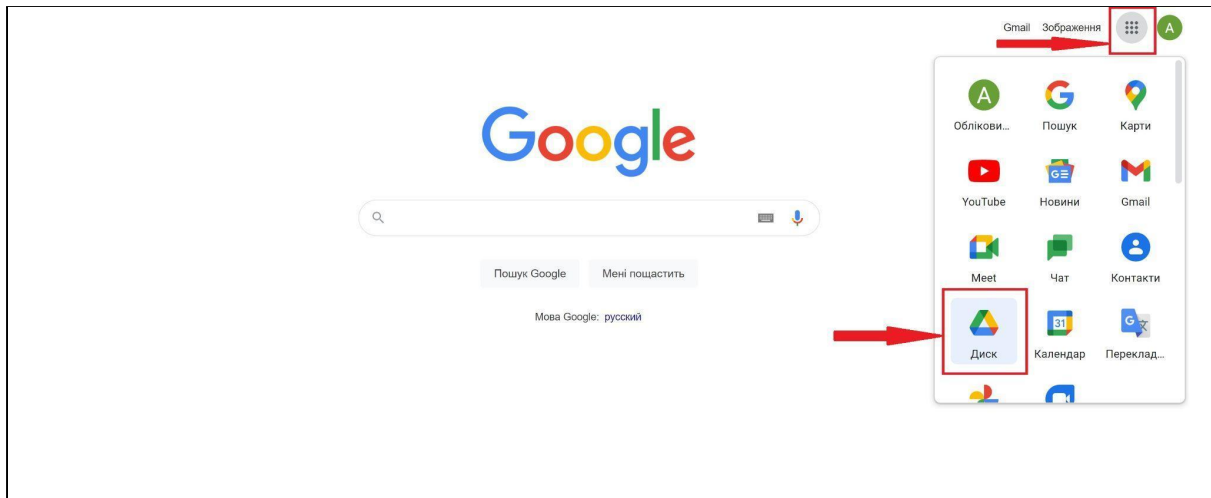 Gmail Зображення A
Google
A
Облікови... Пошук Карти
YouTube Новини Gmail
Meet Чат Контакти
31 G 文
Диск Календар Переклад...
Пошук Google Мені пощастить
Мова Google: русский